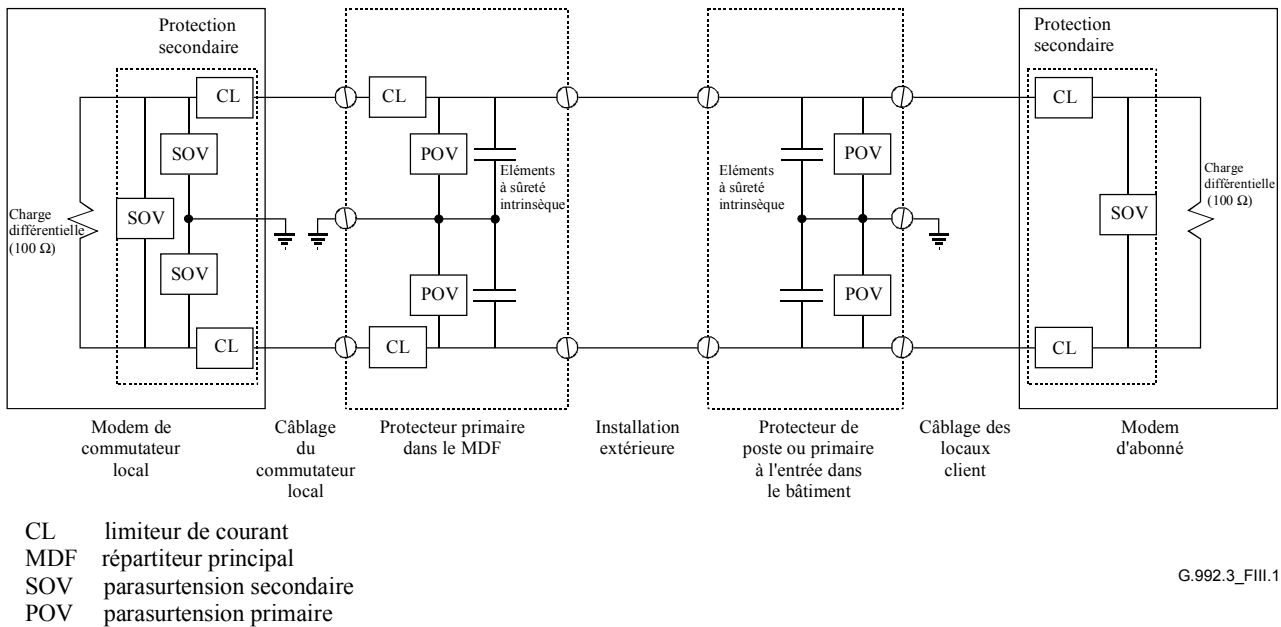 Protection
secondaire
Protection
secondaire
CL
CL
CL
SOV
POV
POV
Eléments
à sûreté
intrinsèque
Eléments
à sûreté
intrinsèque
Charge
différentielle
(100 Ω)
SOV
SOV
Charge
différentielle
(100 Ω)
SOV
POV
POV
CL
CL
CL
Modem de
commutateur
local
Câblage
du
commutateur
local
Protecteur primaire
dans le MDF
Installation
extérieure
Protecteur de
poste ou primaire
à l'entrée dans
le bâtiment
Câblage des
locaux
client
Modem
d'abonné
CL limiteur de courant
MDF répartiteur principal
SOV parasurtension secondaire
POV parasurtension primaire
G.992.3_FIII.1